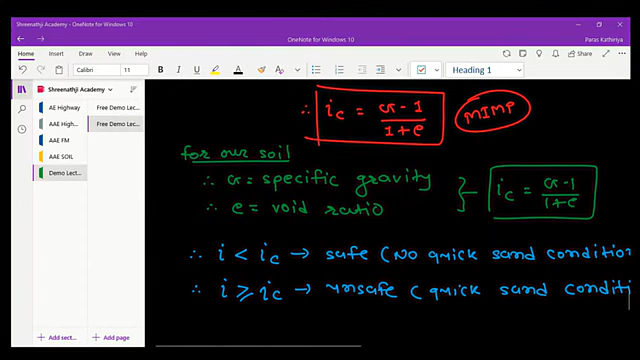 Shreenathji Academy
OneNote for Windows 10
OneNote for Windows 10
Paras Kathiriya
Home Insert Draw View Help
Share
Calibri 11 B I U A Heading 1
Shreenathji Academy
AE Highway
AAE High...
AAE FM
AAE SOIL
Demo Lect...
Free Demo Lec...
Free Demo Lec...
Add sect...
Add page
∴ ic = G-1 / 1+e MIMP
for our soil
∴ G = specific gravity
∴ e = void ratio
ic = G-1 / 1+e
∴ i < ic → safe (No quick sand condition
∴ i ≥ ic → unsafe ( quick sand conditi